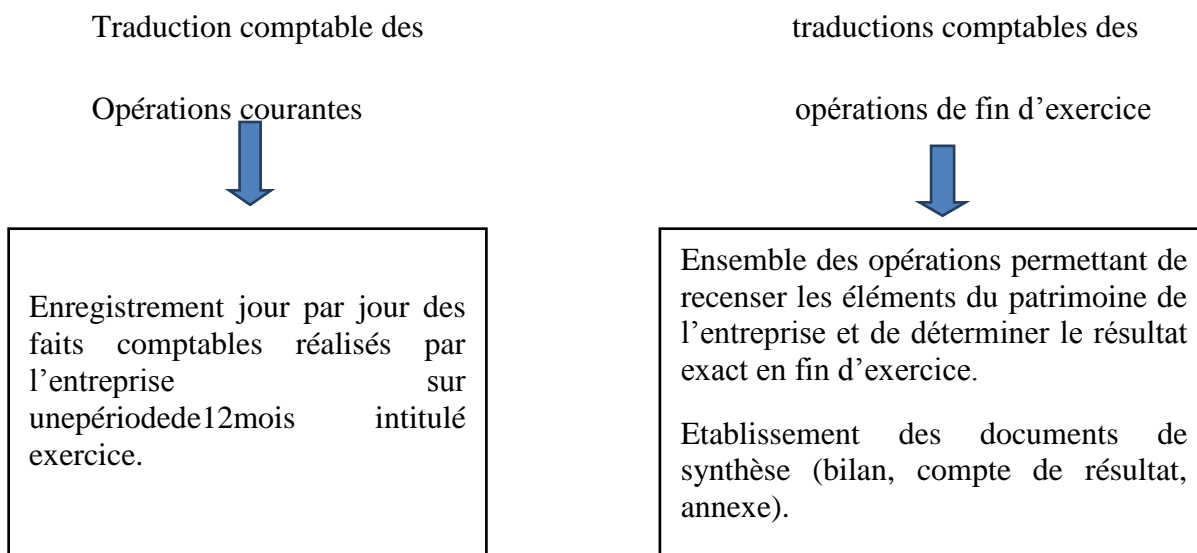 Traduction comptable des
Opérations courantes
Enregistrement jour par jour des
faits comptables réalisés par
l’entreprise sur
unepériodede12mois intitulé
exercice.
traductions comptables des
opérations de fin d’exercice
Ensemble des opérations permettant de
recenser les éléments du patrimoine de
l’entreprise et de déterminer le résultat
exact en fin d’exercice.
Etablissement des documents de
synthèse (bilan, compte de résultat,
annexe).